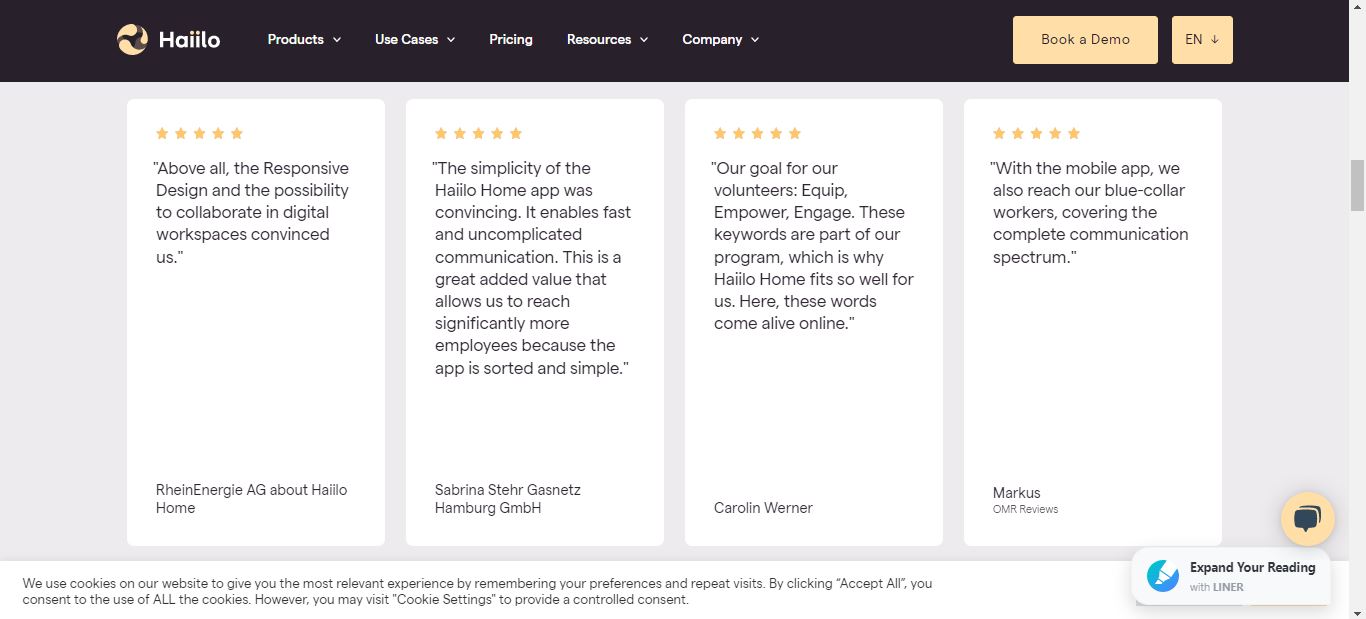 Haiilo
Products
Use Cases
Pricing
Resources
Company
Book a Demo
EN ↓
"Above all, the Responsive
Design and the possibility
to collaborate in digital
workspaces convinced
us."
RheinEnergie AG about Haiilo
Home
"The simplicity of the
Haiilo Home app was
convincing. It enables fast
and uncomplicated
communication. This is a
great added value that
allows us to reach
significantly more
employees because the
app is sorted and simple."
Sabrina Stehr Gasnetz
Hamburg GmbH
"Our goal for our
volunteers: Equip,
Empower, Engage. These
keywords are part of our
program, which is why
Haiilo Home fits so well for
us. Here, these words
come alive online."
Carolin Werner
"With the mobile app, we
also reach our blue-collar
workers, covering the
complete communication
spectrum."
Markus
OMR Reviews
We use cookies on our website to give you the most relevant experience by remembering your preferences and repeat visits. By clicking “Accept All”, you
consent to the use of ALL the cookies. However, you may visit "Cookie Settings" to provide a controlled consent.
Expand Your Reading
with LINER